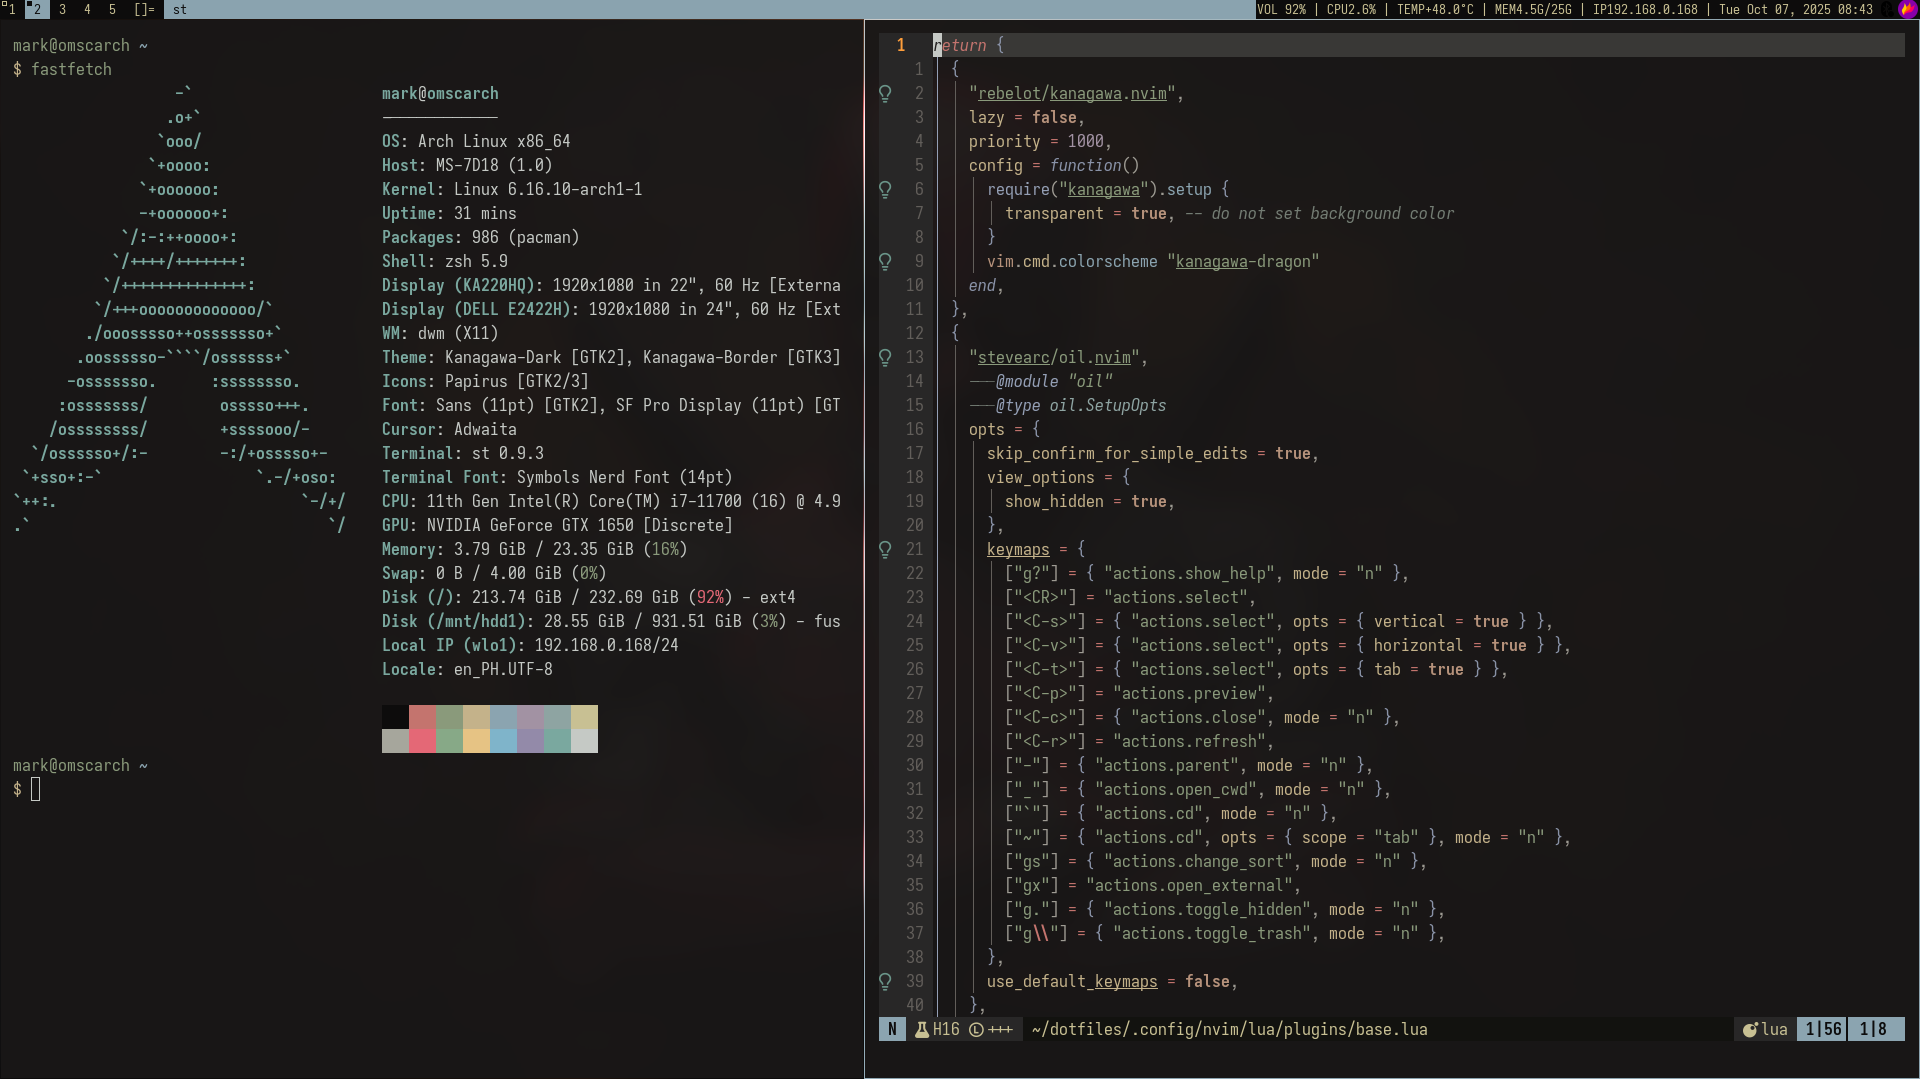 1 2 3 4 5 []= st VOL 92% | CPU2.6% | TEMP+48.0°C | MEM4.5G/25G | IP192.168.0.168 | Tue Oct 07, 2025 08:43
mark@omscarch ~
$ fastfetch
-`
.o+`
`ooo/
`+oooo:
`+oooooo:
-+oooooo+:
`/:-:++oooo+:
`/++++/+++++++:
`/++++++++++++++:
`/+++ooooooooooooo/`
./ooosssso++osssssso+`
.oossssso-````/ossssss+`
-osssssso.      :ssssssso.
:osssssss/        osssso+++.
/ossssssss/        +ssssooo/-
`/ossssso+/:-        -:/+osssso+-
`+sso+:-`                 `.-/+oso:
`++:.                           `-/+/
.`                                 `/
mark@omscarch
-------------
OS: Arch Linux x86_64
Host: MS-7D18 (1.0)
Kernel: Linux 6.16.10-arch1-1
Uptime: 31 mins
Packages: 986 (pacman)
Shell: zsh 5.9
Display (KA220HQ): 1920x1080 in 22", 60 Hz [Externa
Display (DELL E2422H): 1920x1080 in 24", 60 Hz [Ext
WM: dwm (X11)
Theme: Kanagawa-Dark [GTK2], Kanagawa-Border [GTK3]
Icons: Papirus [GTK2/3]
Font: Sans (11pt) [GTK2], SF Pro Display (11pt) [GT
Cursor: Adwaita
Terminal: st 0.9.3
Terminal Font: Symbols Nerd Font (14pt)
CPU: 11th Gen Intel(R) Core(TM) i7-11700 (16) @ 4.9
GPU: NVIDIA GeForce GTX 1650 [Discrete]
Memory: 3.79 GiB / 23.35 GiB (16%)
Swap: 0 B / 4.00 GiB (0%)
Disk (/): 213.74 GiB / 232.69 GiB (92%) - ext4
Disk (/mnt/hdd1): 28.55 GiB / 931.51 GiB (3%) - fus
Local IP (wlo1): 192.168.0.168/24
Locale: en_PH.UTF-8
mark@omscarch ~
$
1 return {
1   {
2     "rebelot/kanagawa.nvim",
3     lazy = false,
4     priority = 1000,
5     config = function()
6       require("kanagawa").setup {
7         transparent = true, -- do not set background color
8       }
9       vim.cmd.colorscheme "kanagawa-dragon"
10     end,
11   },
12   {
13     "stevearc/oil.nvim",
14     ---@module "oil"
15     ---@type oil.SetupOpts
16     opts = {
17       skip_confirm_for_simple_edits = true,
18       view_options = {
19         show_hidden = true,
20       },
21       keymaps = {
22         ["g?"] = { "actions.show_help", mode = "n" },
23         ["<CR>"] = "actions.select",
24         ["<C-s>"] = { "actions.select", opts = { vertical = true } },
25         ["<C-v>"] = { "actions.select", opts = { horizontal = true } },
26         ["<C-t>"] = { "actions.select", opts = { tab = true } },
27         ["<C-p>"] = "actions.preview",
28         ["<C-c>"] = { "actions.close", mode = "n" },
29         ["<C-r>"] = "actions.refresh",
30         ["-"] = { "actions.parent", mode = "n" },
31         ["_"] = { "actions.open_cwd", mode = "n" },
32         ["`"] = { "actions.cd", mode = "n" },
33         ["~"] = { "actions.cd", opts = { scope = "tab" }, mode = "n" },
34         ["gs"] = { "actions.change_sort", mode = "n" },
35         ["gx"] = "actions.open_external",
36         ["g."] = { "actions.toggle_hidden", mode = "n" },
37         ["g\\"] = { "actions.toggle_trash", mode = "n" },
38       },
39       use_default_keymaps = false,
40     },
N H16 Ⓛ +++ ~/dotfiles/.config/nvim/lua/plugins/base.lua lua 1|56 1|8